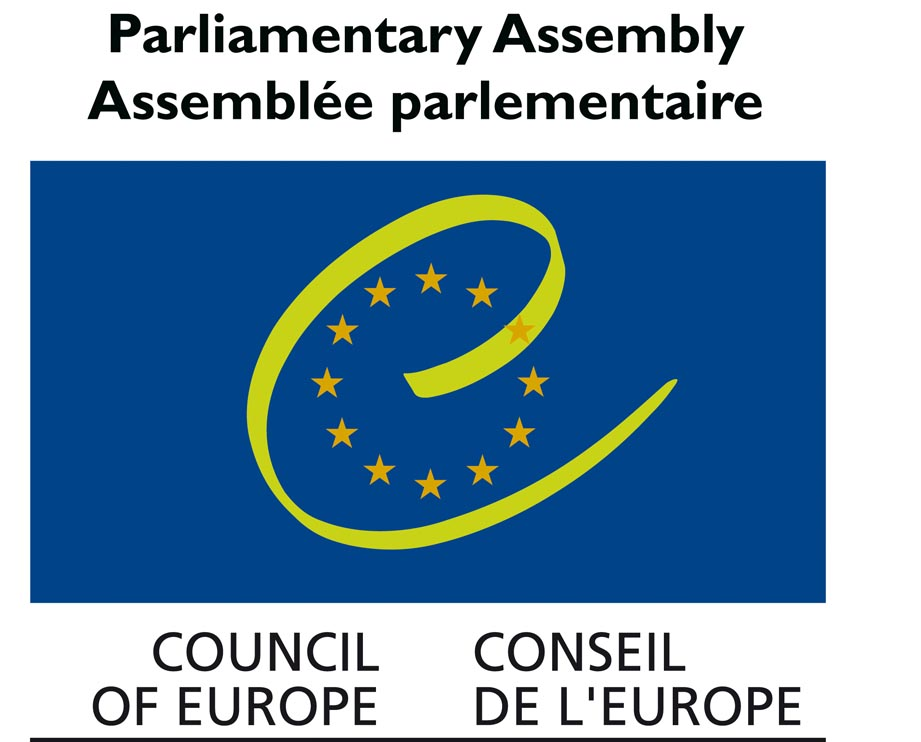 Parliamentary Assembly
Assemblée parlementaire
COUNCIL
OF EUROPE
CONSEIL
DE L'EUROPE